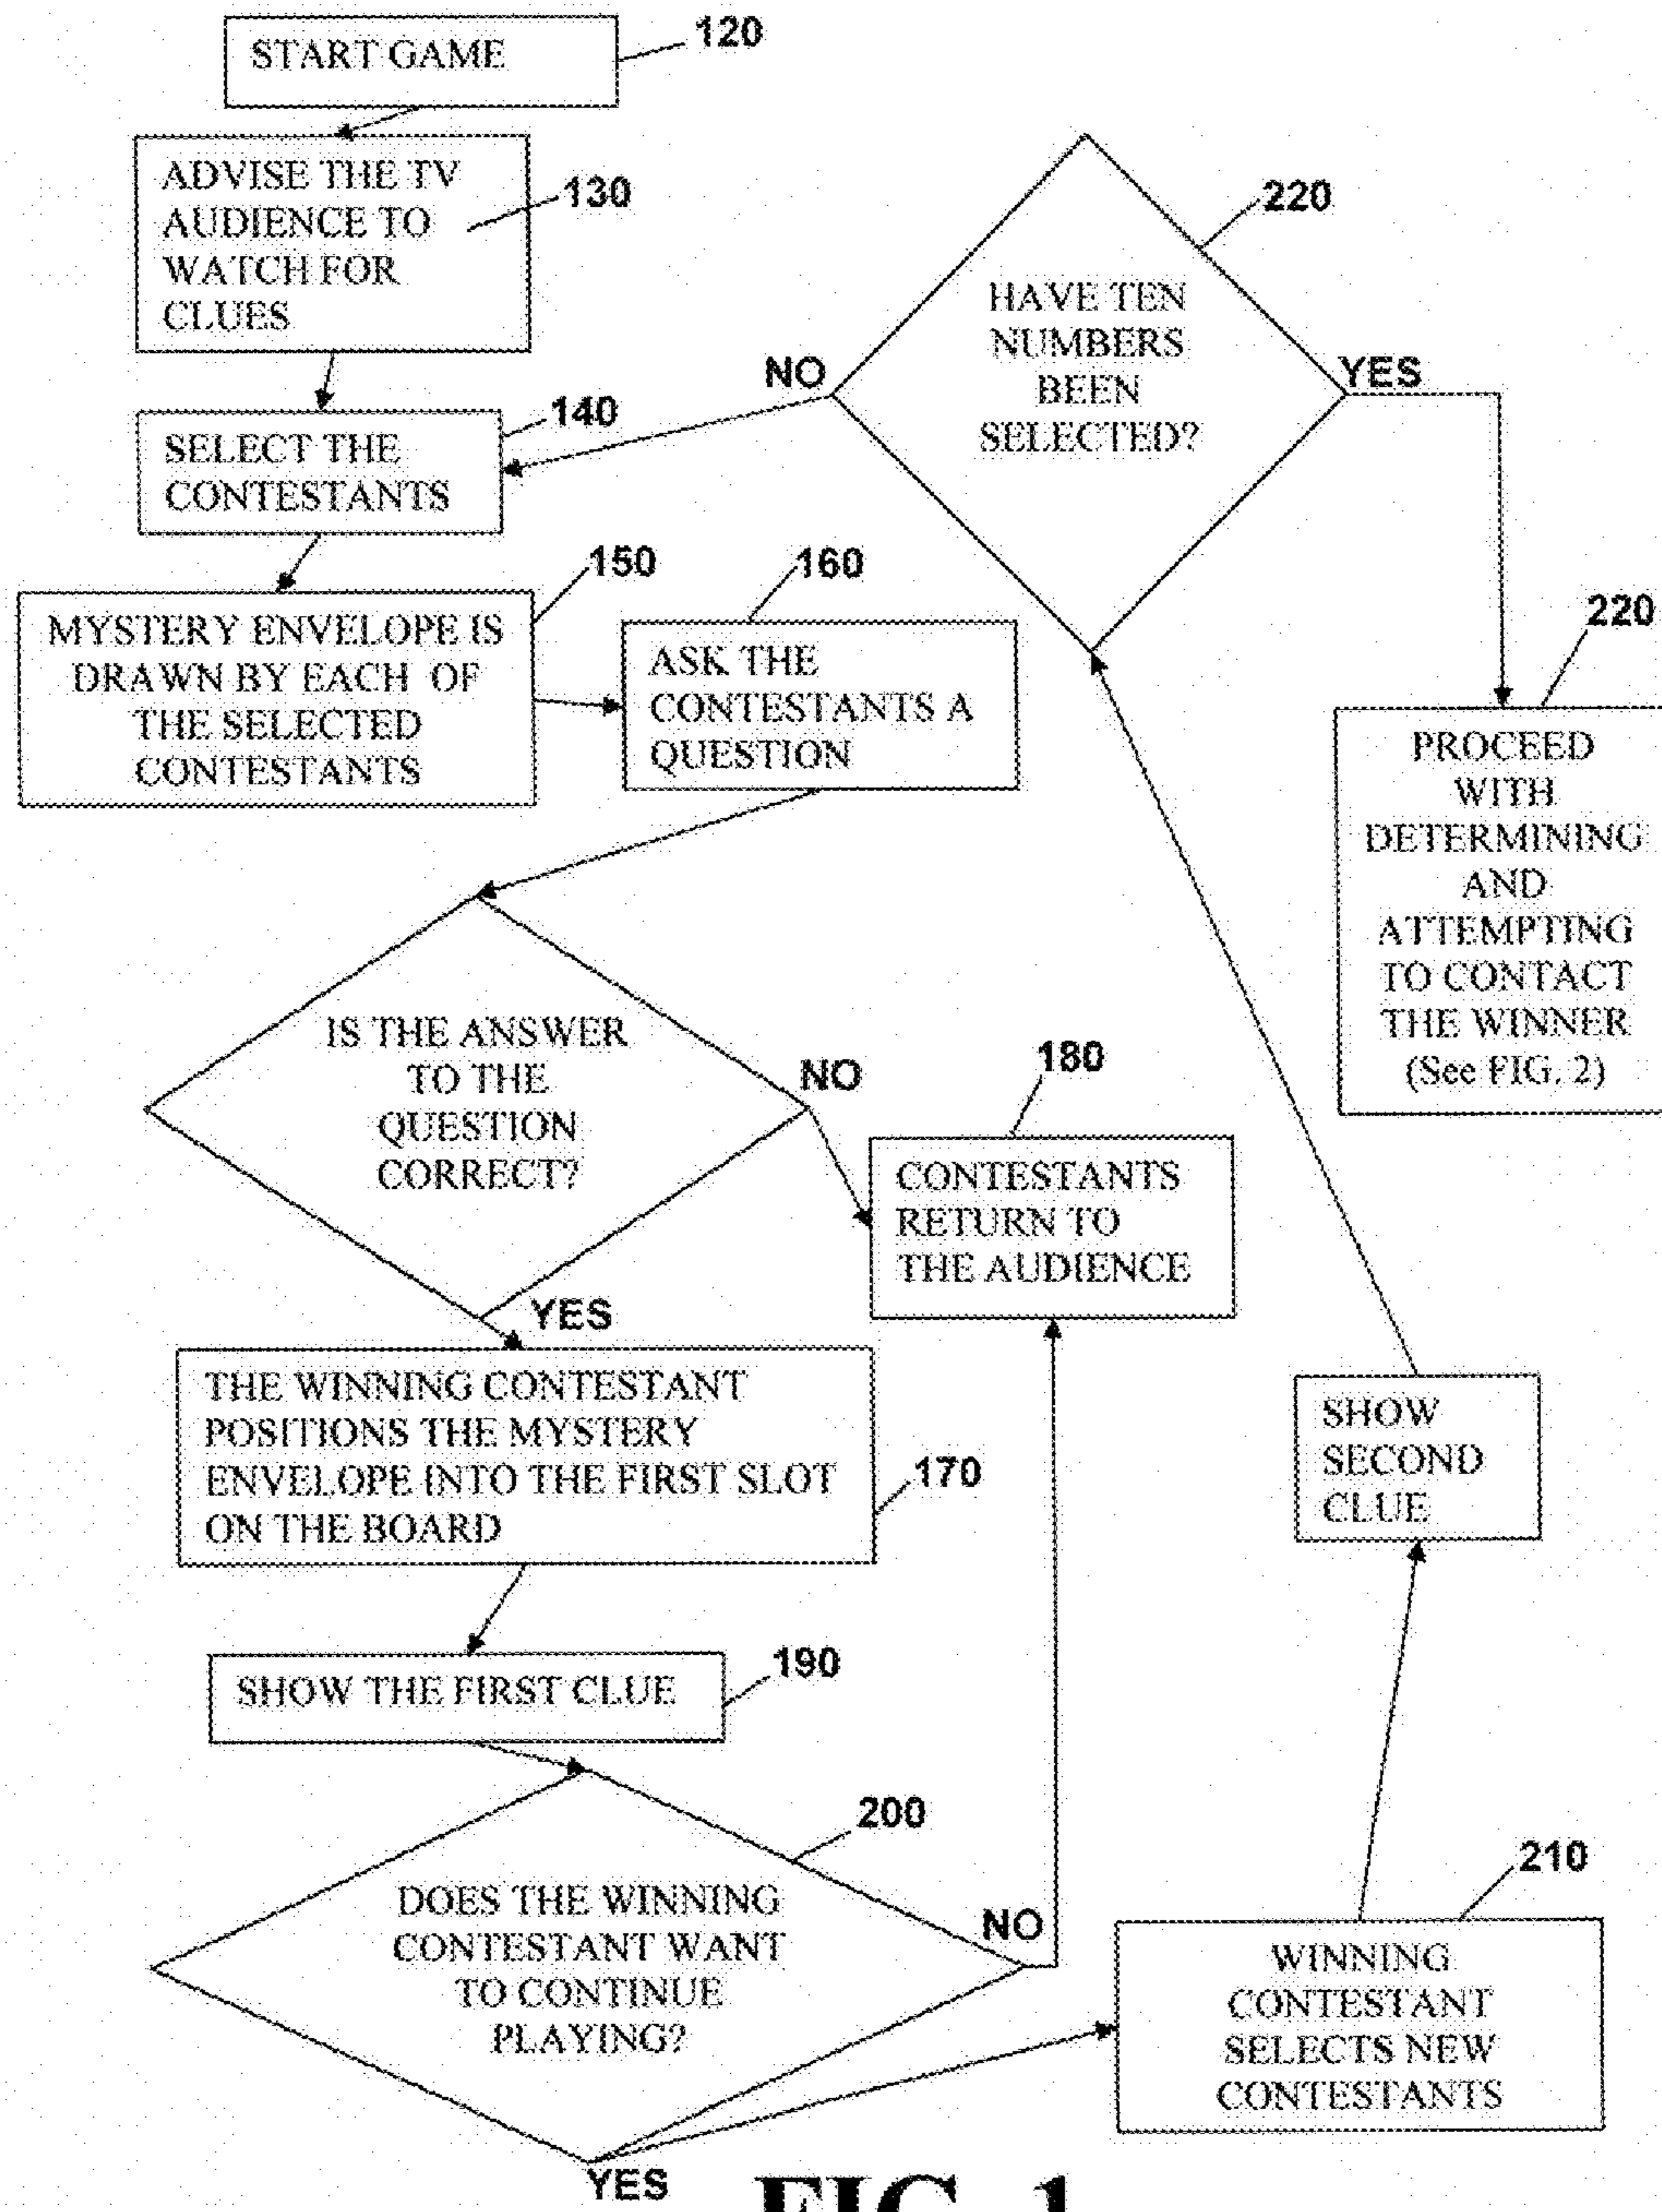 START GAME
120
ADVISE THE TV
AUDIENCE TO
WATCH FOR
CLUES
130
SELECT THE
CONTESTANTS
140
MYSTERY ENVELOPE IS
DRAWN BY EACH OF
THE SELECTED
CONTESTANTS
150
ASK THE
CONTESTANTS A
QUESTION
160
IS THE ANSWER
TO THE
QUESTION
CORRECT?
NO
YES
CONTESTANTS
RETURN TO
THE AUDIENCE
180
THE WINNING CONTESTANT
POSITIONS THE MYSTERY
ENVELOPE INTO THE FIRST SLOT
ON THE BOARD
170
SHOW THE FIRST CLUE
190
DOES THE WINNING
CONTESTANT WANT
TO CONTINUE
PLAYING?
200
NO
YES
WINNING
CONTESTANT
SELECTS NEW
CONTESTANTS
210
SHOW
SECOND
CLUE
HAVE TEN
NUMBERS
BEEN
SELECTED?
220
NO
YES
PROCEED
WITH
DETERMINING
AND
ATTEMPTING
TO CONTACT
THE WINNER
(See FIG. 2)
220
FIG. 1